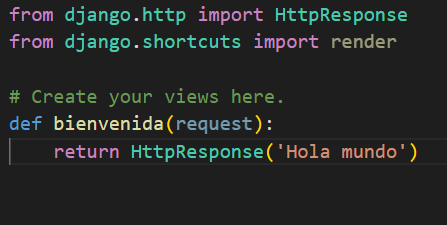 from django.http import HttpResponse
from django.shortcuts import render
# Create your views here.
def bienvenida(request):
    return HttpResponse('Hola mundo')